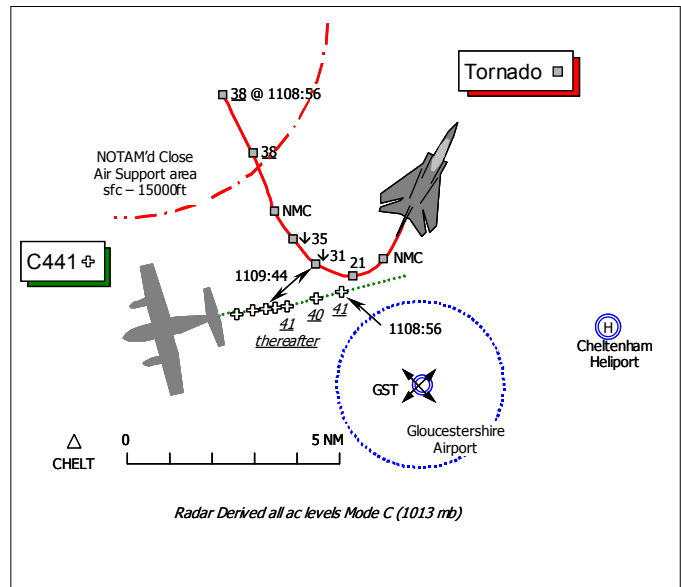 Tornado
38 @ 1108:56
38
NOTAM'd Close
Air Support area
sfc – 15000ft
NMC
↓35
C441
↓31
21
NMC
1109:44
41
thereafter
40
41
1108:56
H
Cheltenham
Heliport
GST
Gloucestershire
Airport
CHELT
0
5 NM
Radar Derived all ac levels Mode C (1013 mb)